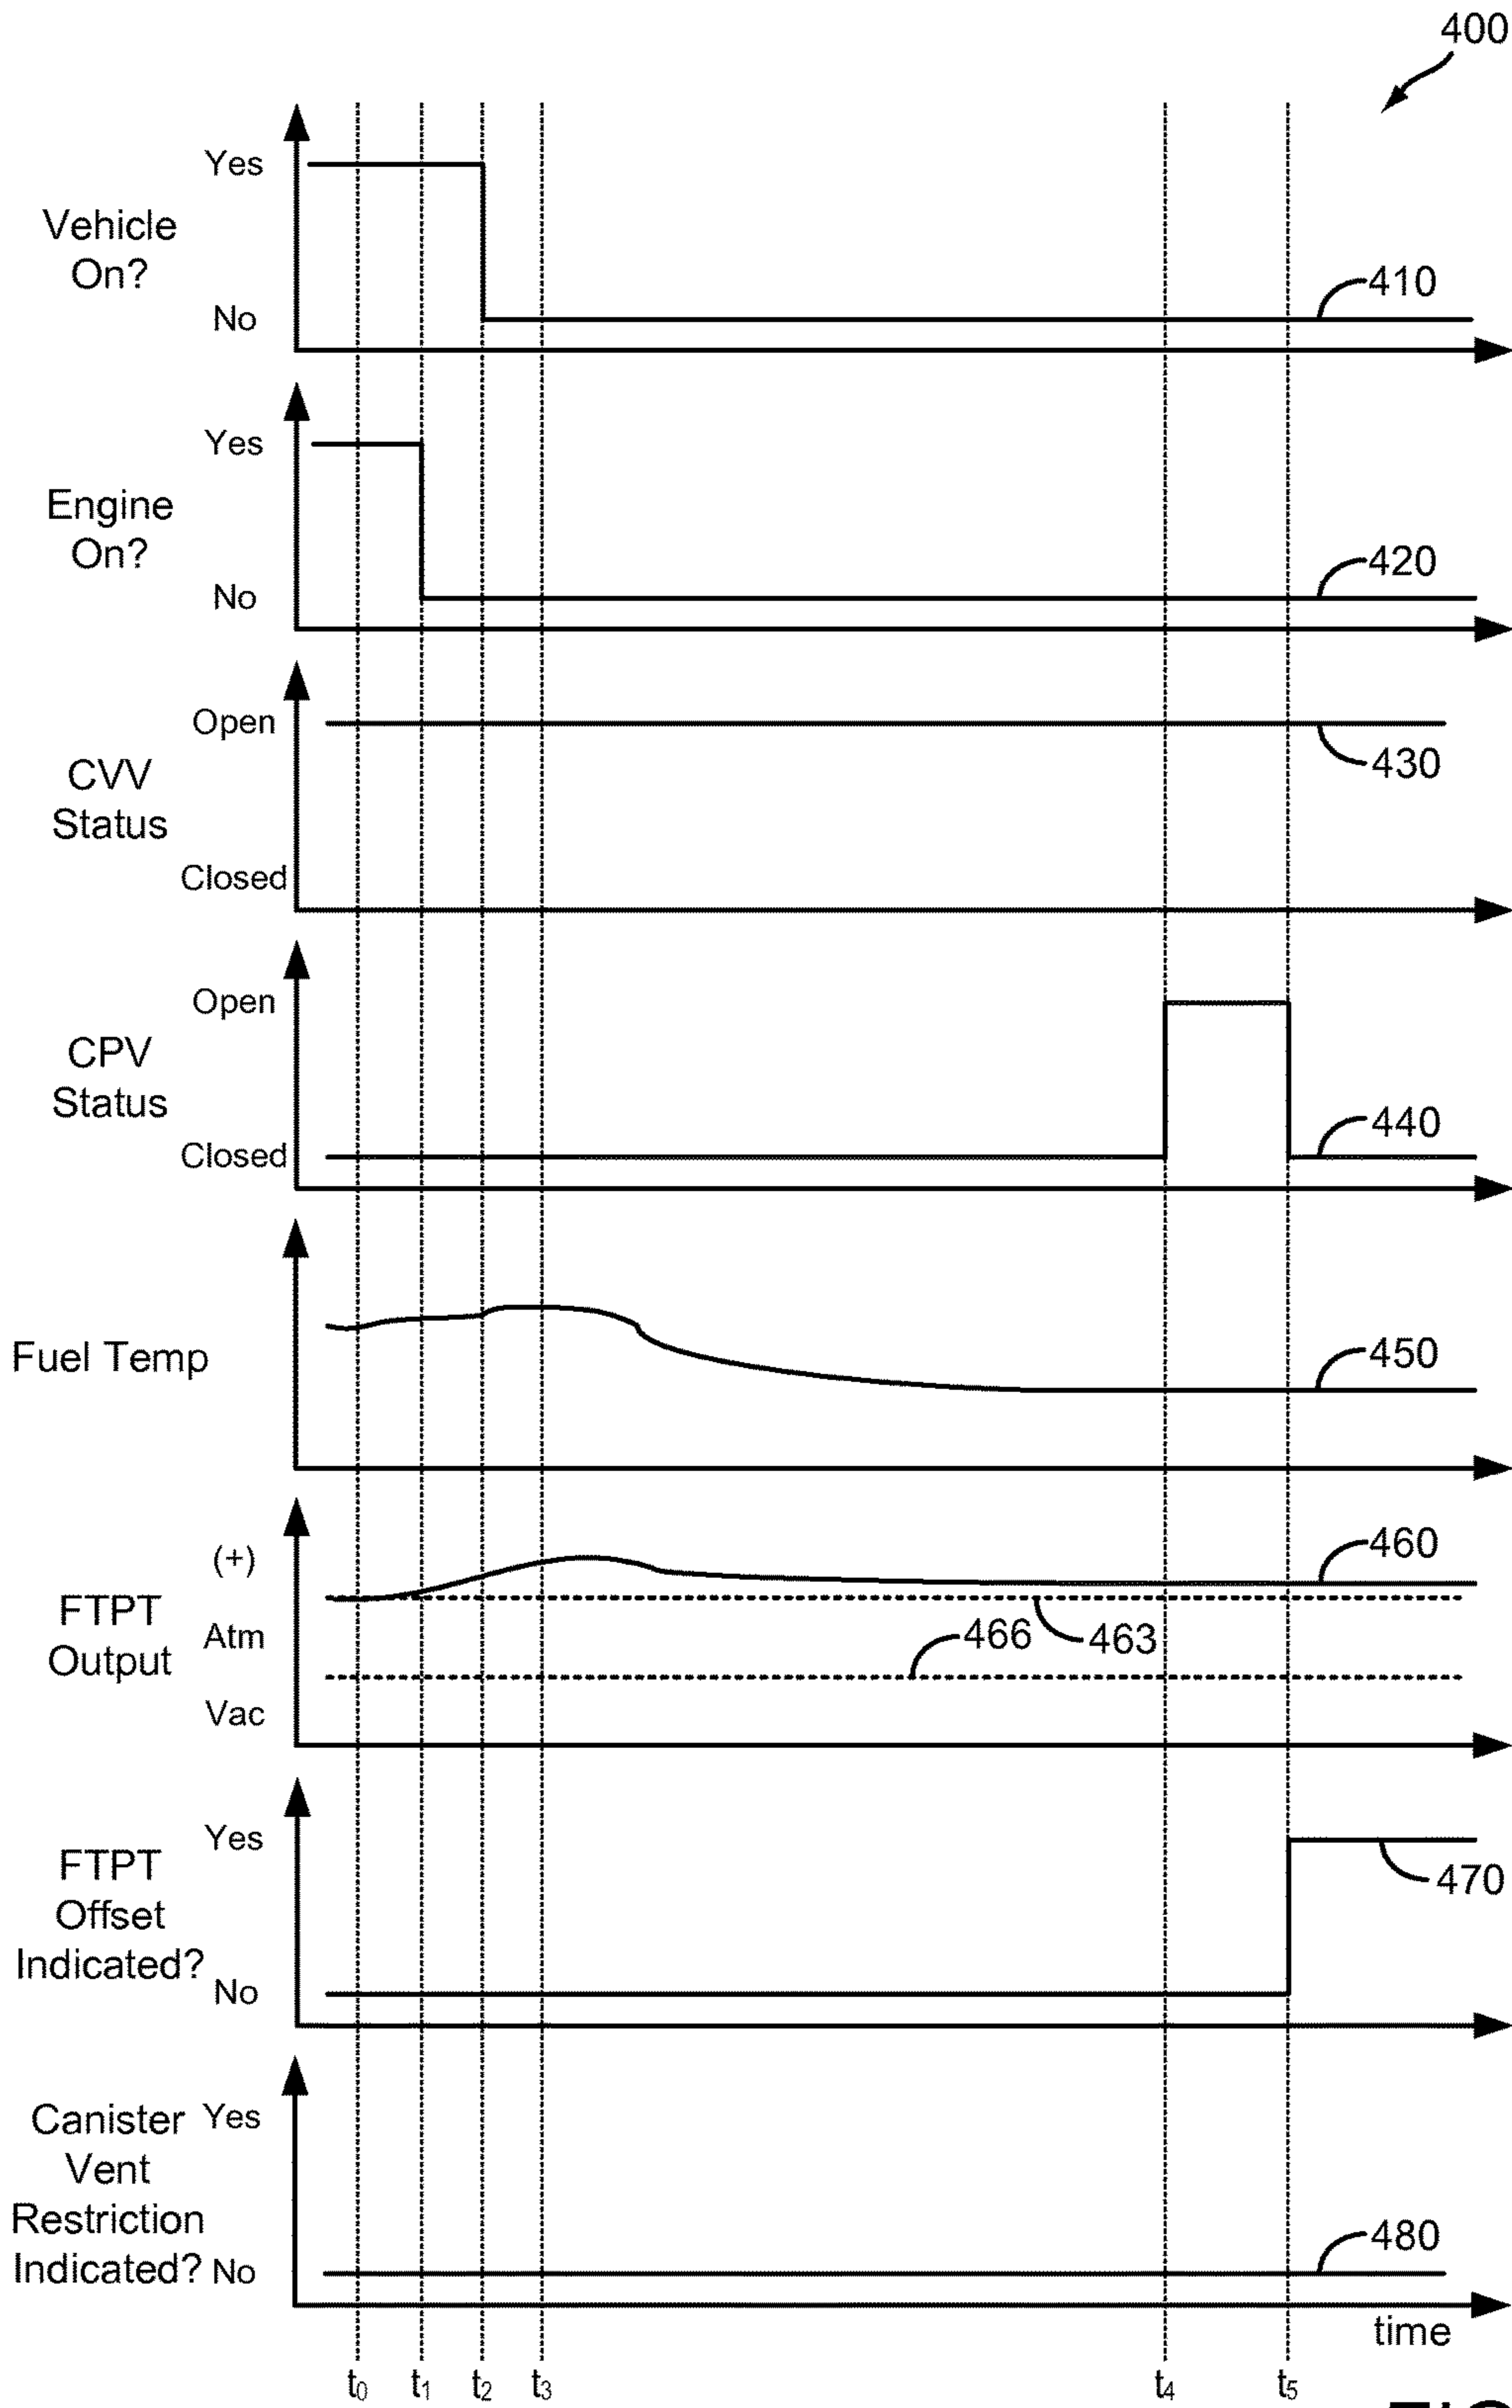 400
Yes
Vehicle
On?
No
410
Yes
Engine
On?
No
420
Open
CVV
Status
Closed
430
Open
CPV
Status
Closed
440
Fuel Temp
450
(+)
FTPT
Output
Atm
Vac
460
463
466
Yes
FTPT
Offset
Indicated?
No
470
Canister
Vent
Restriction
Indicated?
Yes
No
480
time
t₀ t₁ t₂ t₃ t₄ t₅